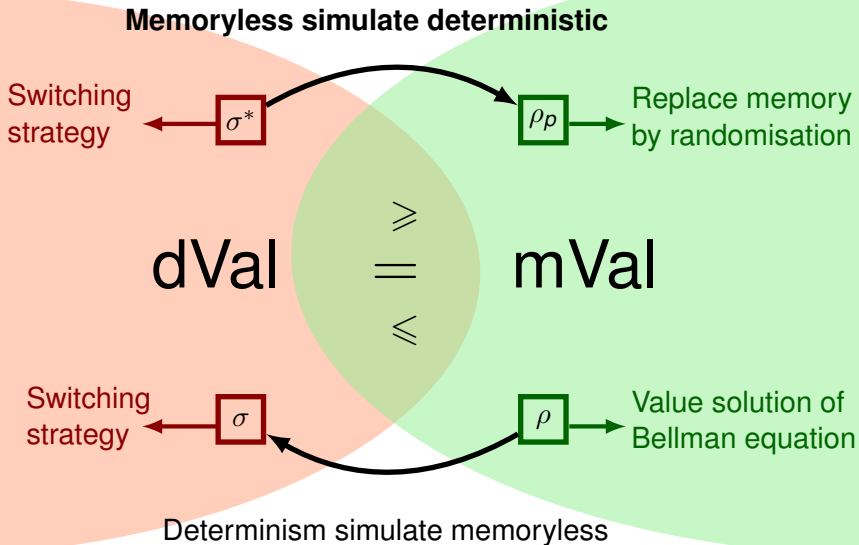 Memoryless simulate deterministic
Switching
strategy
σ*
ρₚ
Replace memory
by randomisation
⩾
dVal = mVal
⩽
Switching
strategy
σ
ρ
Value solution of
Bellman equation
Determinism simulate memoryless